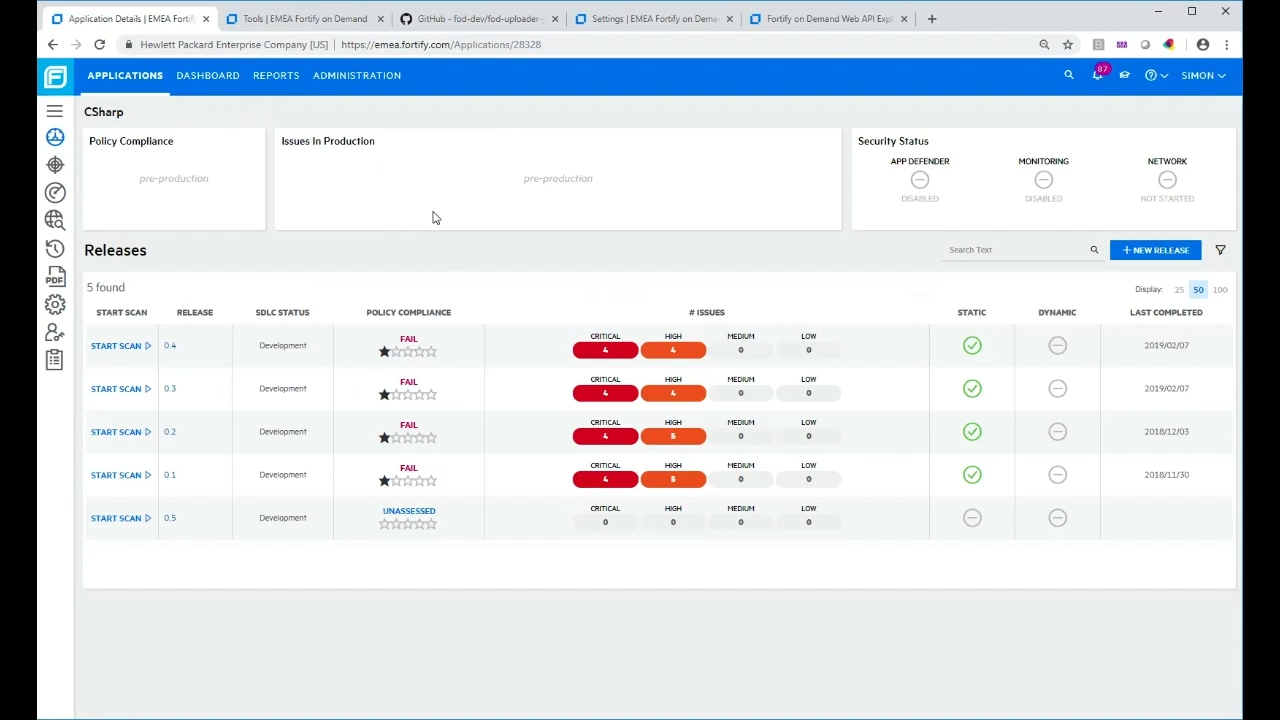 Application Details | EMEA Fortif
Tools | EMEA Fortify on Demand
GitHub - fod-dev/fod-uploader-
Settings | EMEA Fortify on Dema
Fortify on Demand Web API Expl
Hewlett Packard Enterprise Company [US] | https://emea.fortify.com/Applications/28328
APPLICATIONS DASHBOARD REPORTS ADMINISTRATION 87 SIMON
CSharp
Policy Compliance
pre-production
Issues In Production
pre-production
Security Status
APP DEFENDER MONITORING NETWORK
DISABLED DISABLED NOT STARTED
PDF
Releases Search Text + NEW RELEASE
5 found Display: 25 50 100
START SCAN RELEASE SDLC STATUS POLICY COMPLIANCE # ISSUES STATIC DYNAMIC LAST COMPLETED
FAIL CRITICAL HIGH MEDIUM LOW
START SCAN 0.4 Development 4 4 0 0 2019/02/07
FAIL CRITICAL HIGH MEDIUM LOW
START SCAN 0.3 Development 4 4 0 0 2019/02/07
FAIL CRITICAL HIGH MEDIUM LOW
START SCAN 0.2 Development 4 5 0 0 2018/12/03
FAIL CRITICAL HIGH MEDIUM LOW
START SCAN 0.1 Development 4 5 0 0 2018/11/30
UNASSESSED CRITICAL HIGH MEDIUM LOW
START SCAN 0.5 Development 0 0 0 0